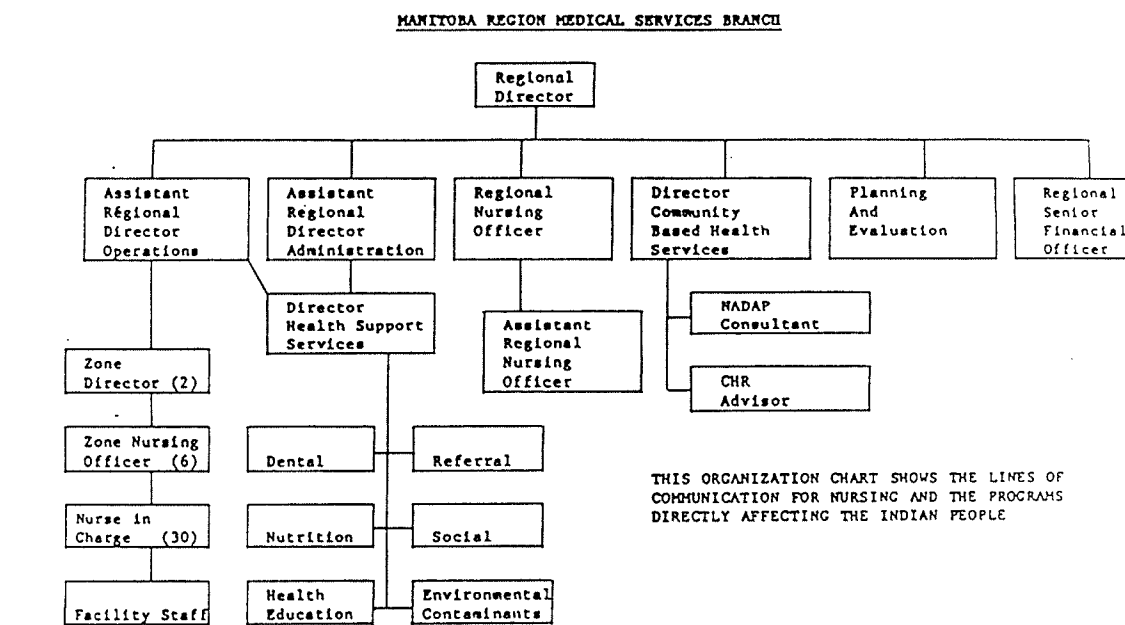 MANITOBA REGION MEDICAL SERVICES BRANCH
Regional
Director
Assistant
Regional
Director
Operations
Assistant
Regional
Director
Administration
Regional
Nursing
Officer
Director
Community
Based Health
Services
Planning
And
Evaluation
Regional
Senior
Financial
Officer
Director
Health Support
Services
Assistant
Regional
Nursing
Officer
NADAP
Consultant
CHR
Advisor
Zone
Director (2)
Zone Nursing
Officer (6)
Nurse in
Charge (30)
Facility Staff
Dental
Referral
Nutrition
Social
Health
Education
Environmental
Contaminants
THIS ORGANIZATION CHART SHOWS THE LINES OF
COMMUNICATION FOR NURSING AND THE PROGRAMS
DIRECTLY AFFECTING THE INDIAN PEOPLE